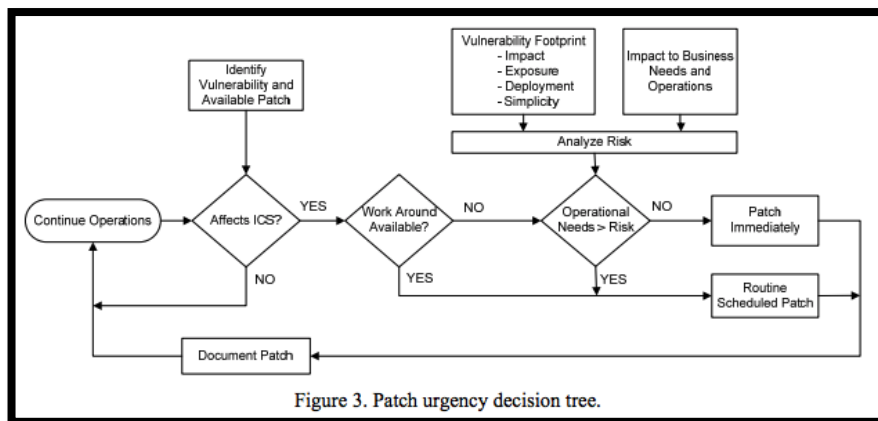 Identify
Vulnerability and
Available Patch
Vulnerability Footprint
- Impact
- Exposure
- Deployment
- Simplicity
Impact to Business
Needs and
Operations
Analyze Risk
Continue Operations
Affects ICS?
YES
NO
Work Around
Available?
NO
YES
Operational
Needs > Risk
NO
YES
Patch
Immediately
Routine
Scheduled Patch
Document Patch
Figure 3. Patch urgency decision tree.